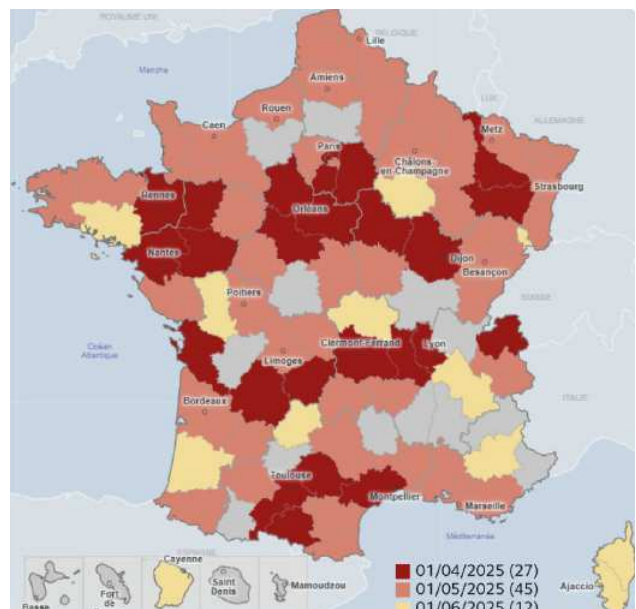 ROYAUME UNI
BELGIQUE
Lille
Manche
Amiens
LUX
Rouen
ALLEMAGNE
Caen
Metz
Paris
Châlons
-en-Champagne
Strasbourg
Rennes
Orléans
Nantes
Dijon
Besançon
Poitiers
SUISSE
Océan
Atlantique
Clermont-Ferrand
Lyon
Limoges
Bordeaux
ITALIE
Toulouse
Montpellier
Marseille
Méditerranée
Cayenne
01/04/2025 (27)
Fort
de
Saint
Denis
Mamoudzou
01/05/2025 (45)
Ajaccio
Basse
01/06/2025 (12)